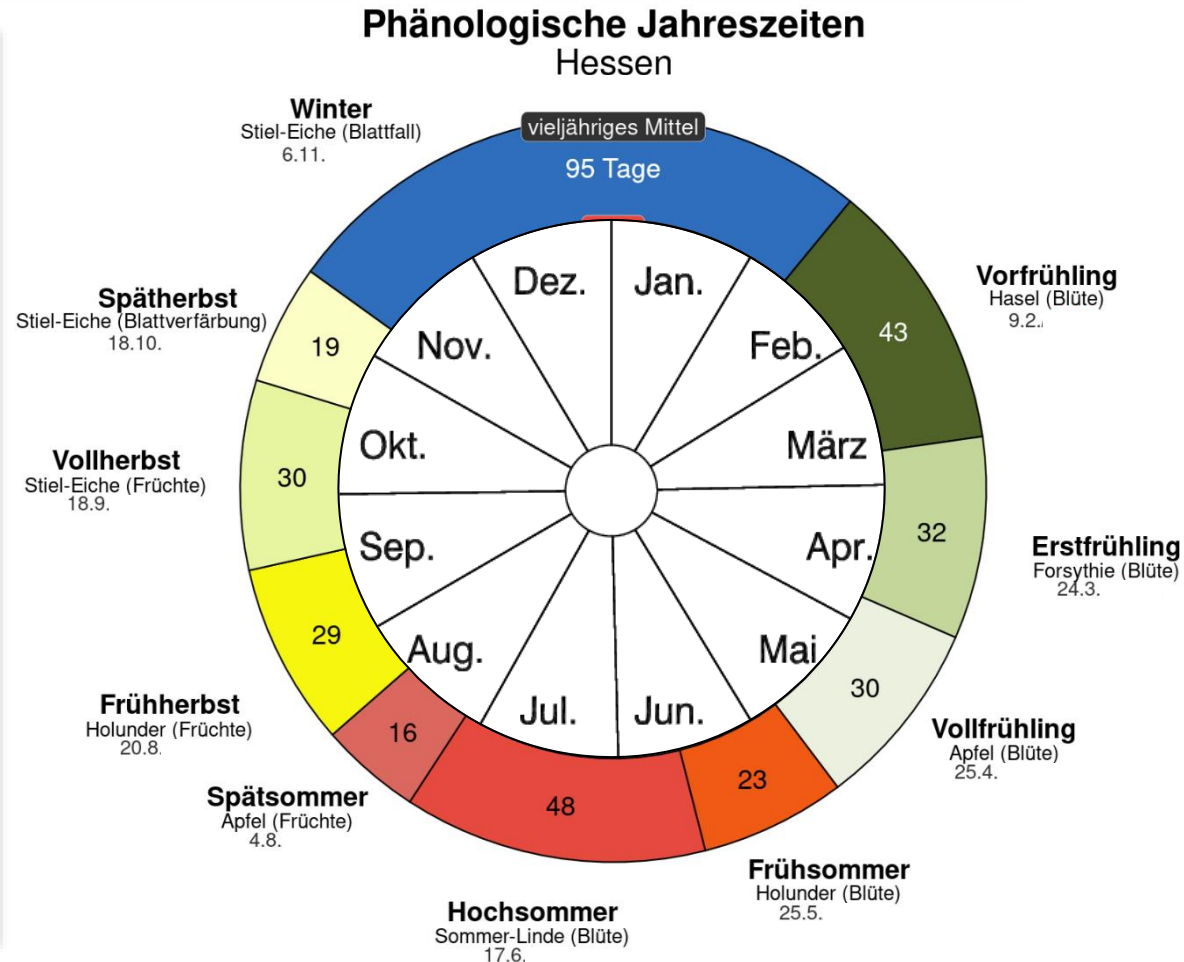 Phänologische Jahreszeiten
Hessen
vieljähriges Mittel
95 Tage
Winter
Stiel-Eiche (Blattfall)
6.11.
Vorfrühling
Hasel (Blüte)
9.2.
43
Erstfrühling
Forsythie (Blüte)
24.3.
32
Vollfrühling
Apfel (Blüte)
25.4.
30
Frühsommer
Holunder (Blüte)
25.5.
23
Hochsommer
Sommer-Linde (Blüte)
17.6.
48
Spätsommer
Apfel (Früchte)
4.8.
16
Frühherbst
Holunder (Früchte)
20.8.
29
Vollherbst
Stiel-Eiche (Früchte)
18.9.
30
Spätherbst
Stiel-Eiche (Blattverfärbung)
18.10.
19
Jan.
Feb.
März
Apr.
Mai
Jun.
Jul.
Aug.
Sep.
Okt.
Nov.
Dez.